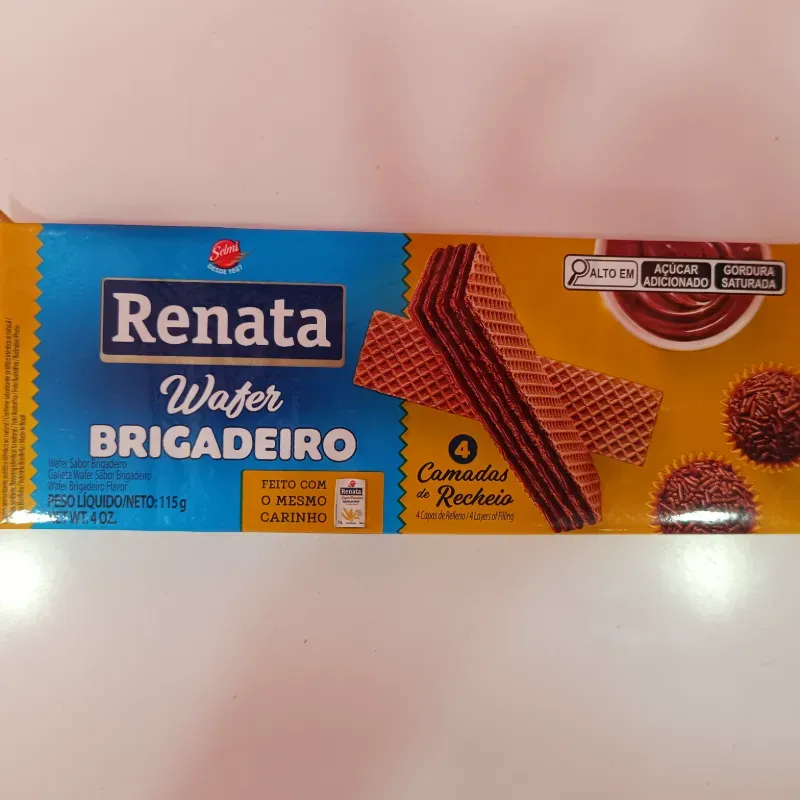 Selmi
DESDE 1887
Renata
Wafer
BRIGADEIRO
Wafer Sabor Brigadeiro
Galleta Wafer Sabor Brigadeiro
Wafer Brigadeiro Flavor
PESO LÍQUIDO/NETO: 115 g
NET WT. 4 OZ.
FEITO COM
O MESMO
CARINHO
Renata
4
Camadas
de Recheio
4 Capas de Relleno / 4 Layers of Filling
ALTO EM
AÇÚCAR
ADICIONADO
GORDURA
SATURADA